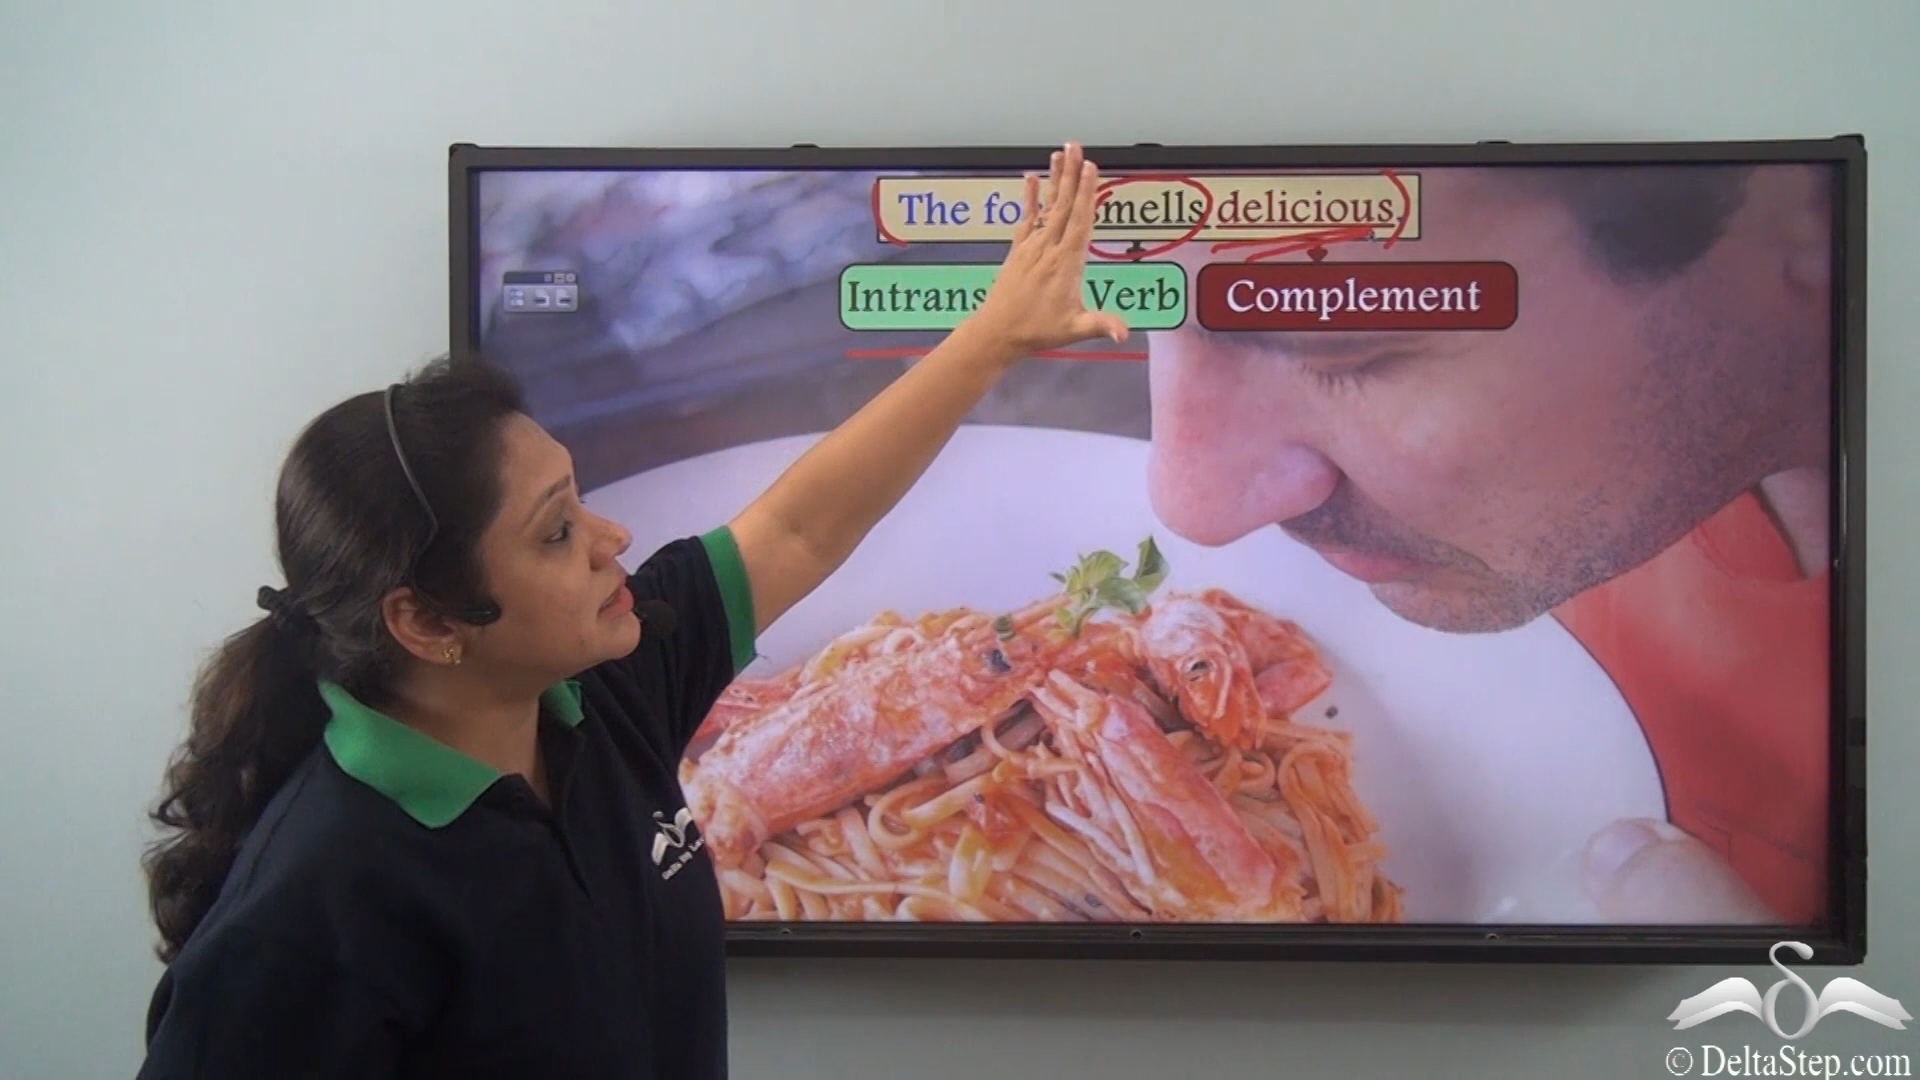 The fo smells delicious.
Intrans Verb
Complement
© DeltaStep.com